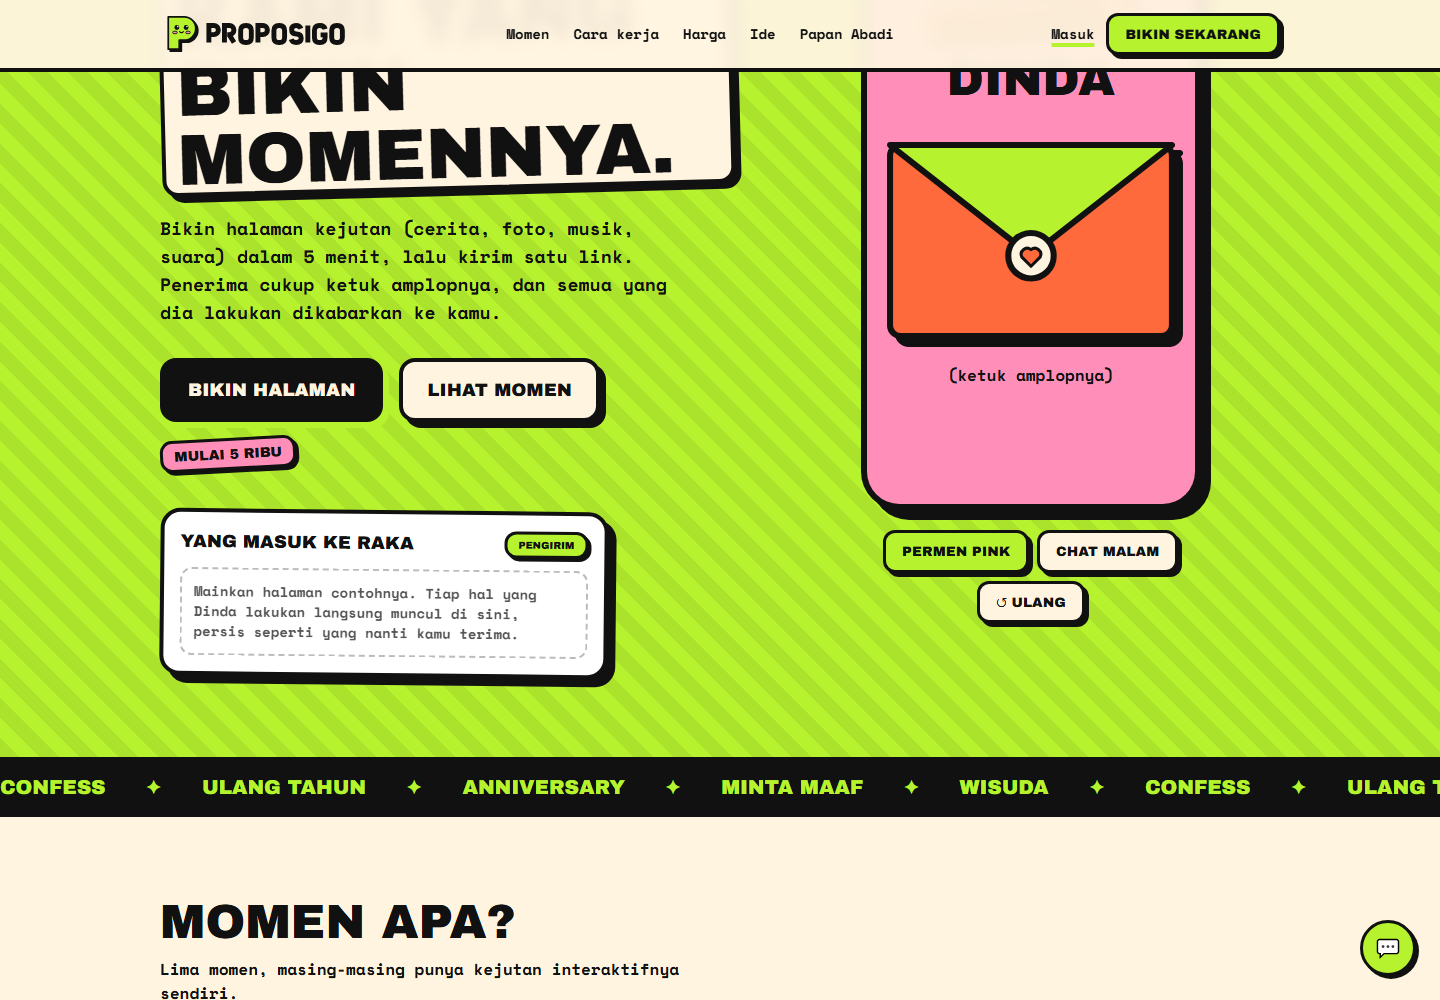 PROPOSIGO
Momen
Cara kerja
Harga
Ide
Papan Abadi
Masuk
BIKIN SEKARANG
BIKIN
MOMENNYA.
Bikin halaman kejutan (cerita, foto, musik,
suara) dalam 5 menit, lalu kirim satu link.
Penerima cukup ketuk amplopnya, dan semua yang
dia lakukan dikabarkan ke kamu.
BIKIN HALAMAN
LIHAT MOMEN
MULAI 5 RIBU
YANG MASUK KE RAKA
PENGIRIM
Mainkan halaman contohnya. Tiap hal yang
Dinda lakukan langsung muncul di sini,
persis seperti yang nanti kamu terima.
DINDA
(ketuk amplopnya)
PERMEN PINK
CHAT MALAM
↺ ULANG
CONFESS ✦ ULANG TAHUN ✦ ANNIVERSARY ✦ MINTA MAAF ✦ WISUDA ✦ CONFESS ✦ ULANG T
MOMEN APA?
Lima momen, masing-masing punya kejutan interaktifnya
sendiri.